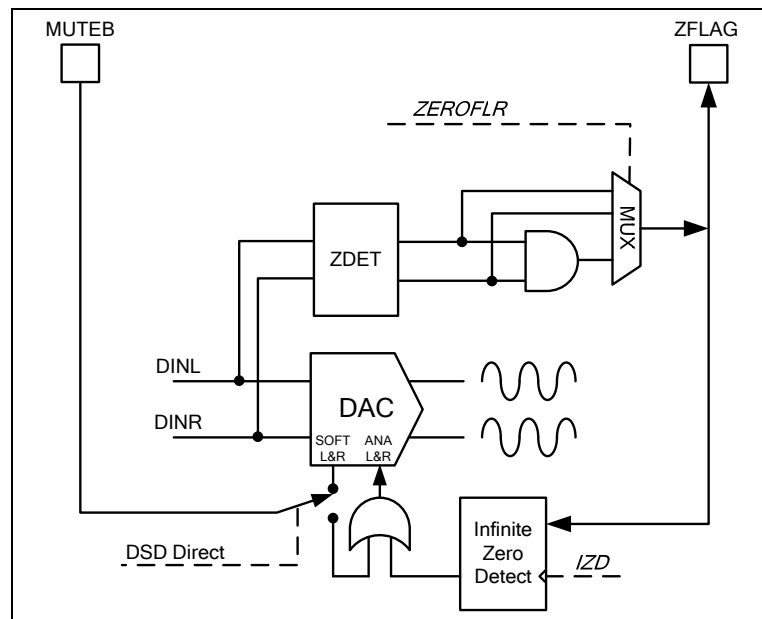 MUTEB
ZFLAG
ZEROFLR
MUX
ZDET
DINL
DINR
DAC
SOFT
L&R
ANA
L&R
DSD Direct
Infinite
Zero
Detect
IZD